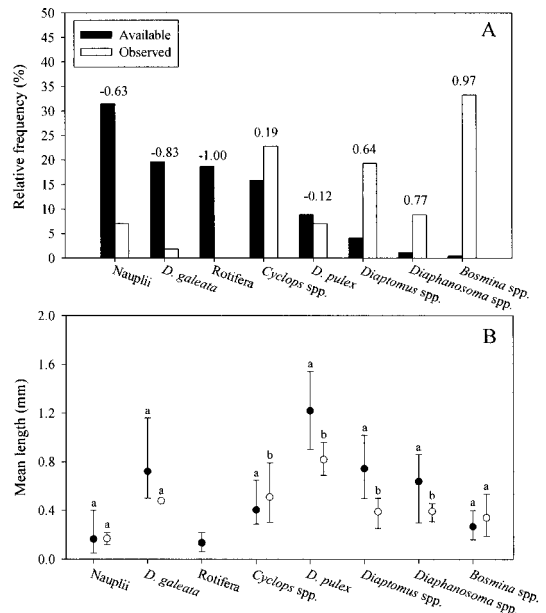 50
45
40
35
30
25
20
15
10
5
0
Relative frequency (%)
Available
Observed
A
-0.63
-0.83
-1.00
0.19
-0.12
0.64
0.77
0.97
Nauplii
D. galeata
Rotifera
Cyclops spp.
D. pulex
Diaptomus spp.
Diaphanosoma spp.
Bosmina spp.
2.0
1.6
1.2
0.8
0.4
0.0
Mean length (mm)
B
a
a
a
a
a
b
a
b
a
b
a
b
a
a
Nauplii
D. galeata
Rotifera
Cyclops spp.
D. pulex
Diaptomus spp.
Diaphanosoma spp.
Bosmina spp.